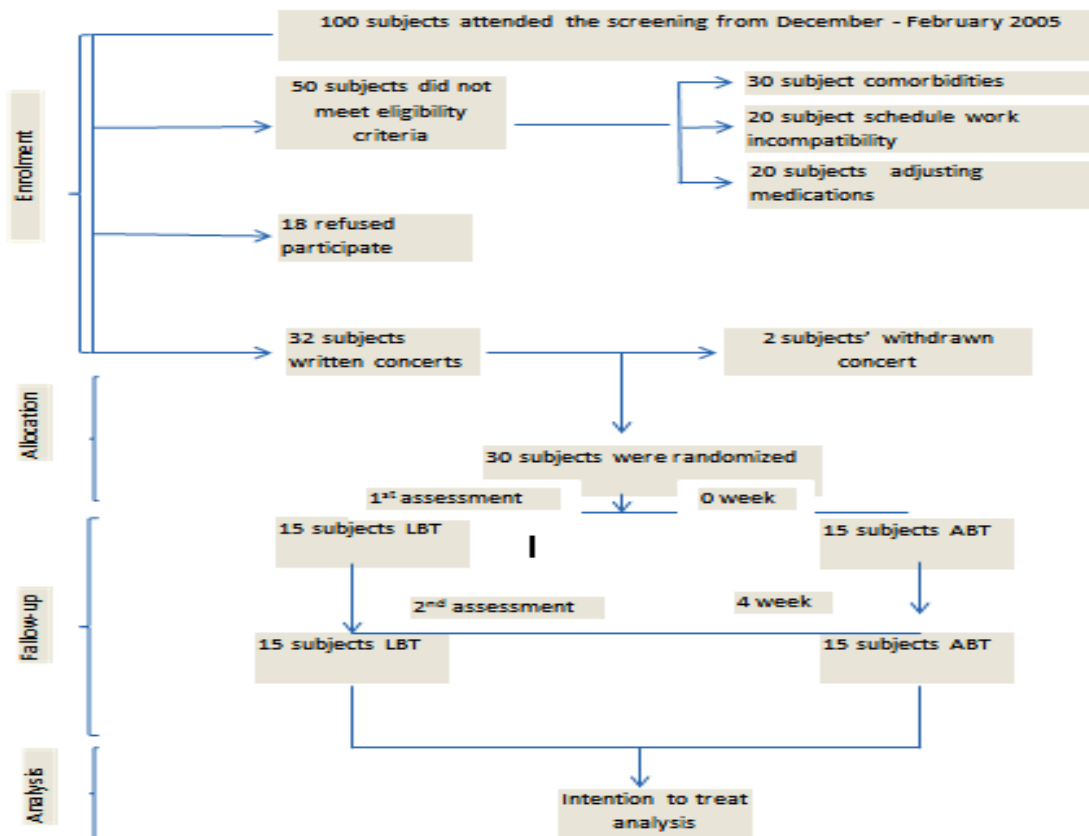 100 subjects attended the screening from December - February 2005
50 subjects did not
meet eligibility
criteria
30 subject comorbidities
20 subject schedule work
incompatibility
20 subjects adjusting
medications
Enrolment
18 refused
participate
32 subjects
written concerts
2 subjects’ withdrawn
concert
Allocation
30 subjects were randomized
1st assessment
0 week
15 subjects LBT
I
15 subjects ABT
Fallow-up
2nd assessment
4 week
15 subjects LBT
15 subjects ABT
Analysis
Intention to treat
analysis